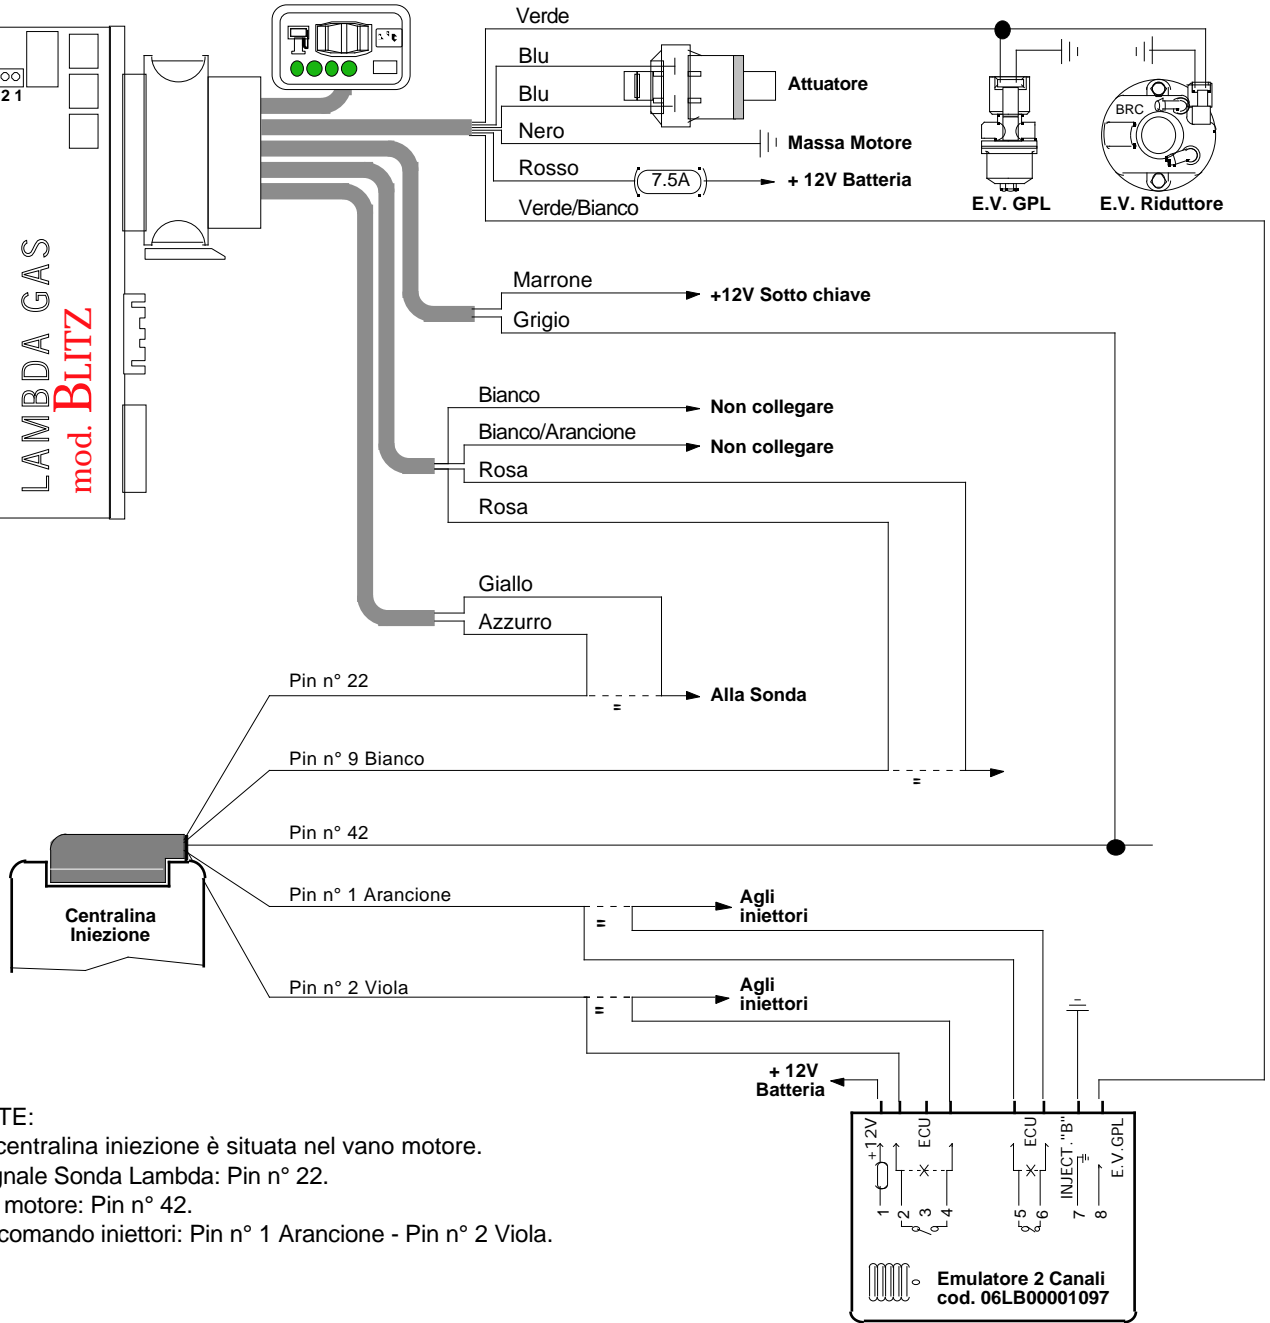 Verde
Blu
Attuatore
Blu
Nero
Massa Motore
Rosso
7.5A
+ 12V Batteria
Verde/Bianco
BRC
E.V. GPL
E.V. Riduttore
2 1
LAMBDA GAS
mod. BLITZ
Marrone
+12V Sotto chiave
Grigio
Bianco
Non collegare
Bianco/Arancione
Non collegare
Rosa
Rosa
Giallo
Azzurro
Pin n° 22
Alla Sonda
=
Pin n° 9 Bianco
=
Pin n° 42
Centralina
Iniezione
Pin n° 1 Arancione
Agli
iniettori
=
Pin n° 2 Viola
Agli
iniettori
=
+ 12V
Batteria
+12V
ECU
ECU
INJECT. "B"
E.V.GPL
1 2 3 4 5 6 7 8
Emulatore 2 Canali
cod. 06LB00001097
TE:
centralina iniezione è situata nel vano motore.
gnale Sonda Lambda: Pin n° 22.
motore: Pin n° 42.
comando iniettori: Pin n° 1 Arancione - Pin n° 2 Viola.